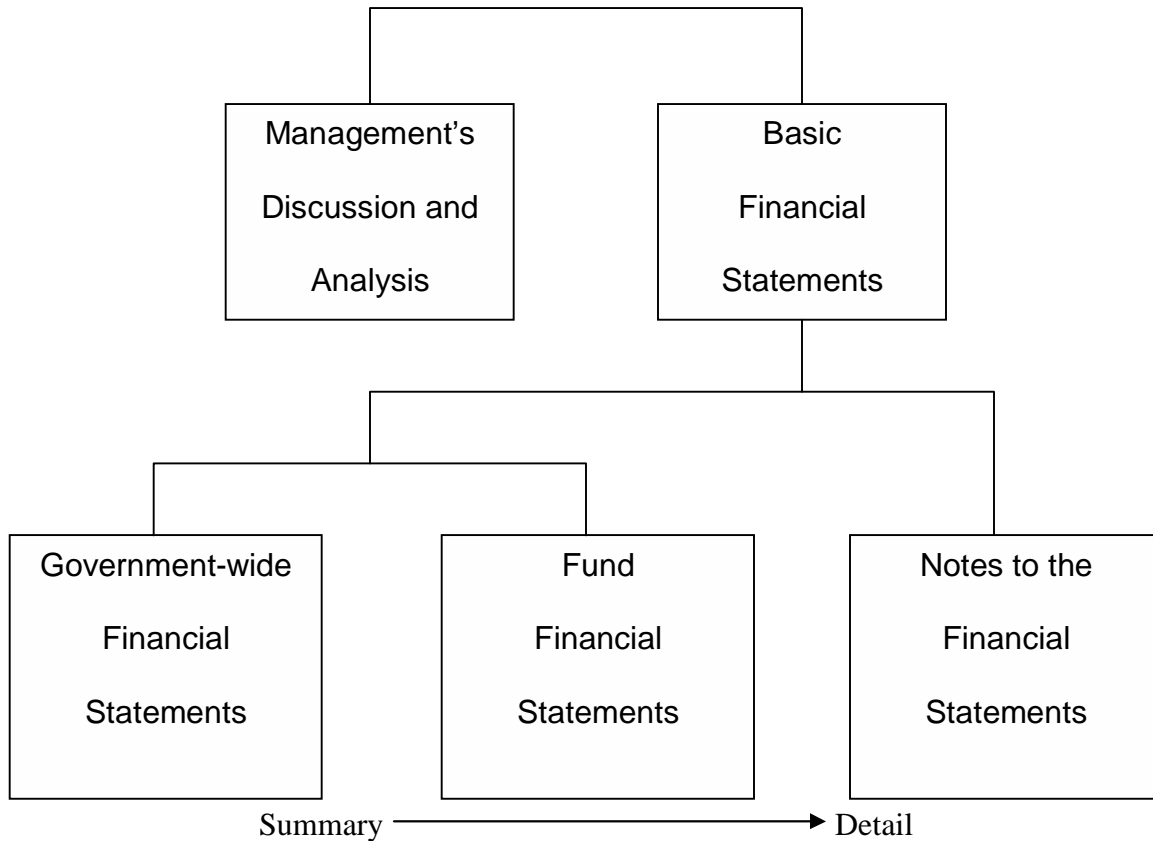 Management’s
Discussion and
Analysis
Basic
Financial
Statements
Government-wide
Financial
Statements
Fund
Financial
Statements
Notes to the
Financial
Statements
Summary
Detail